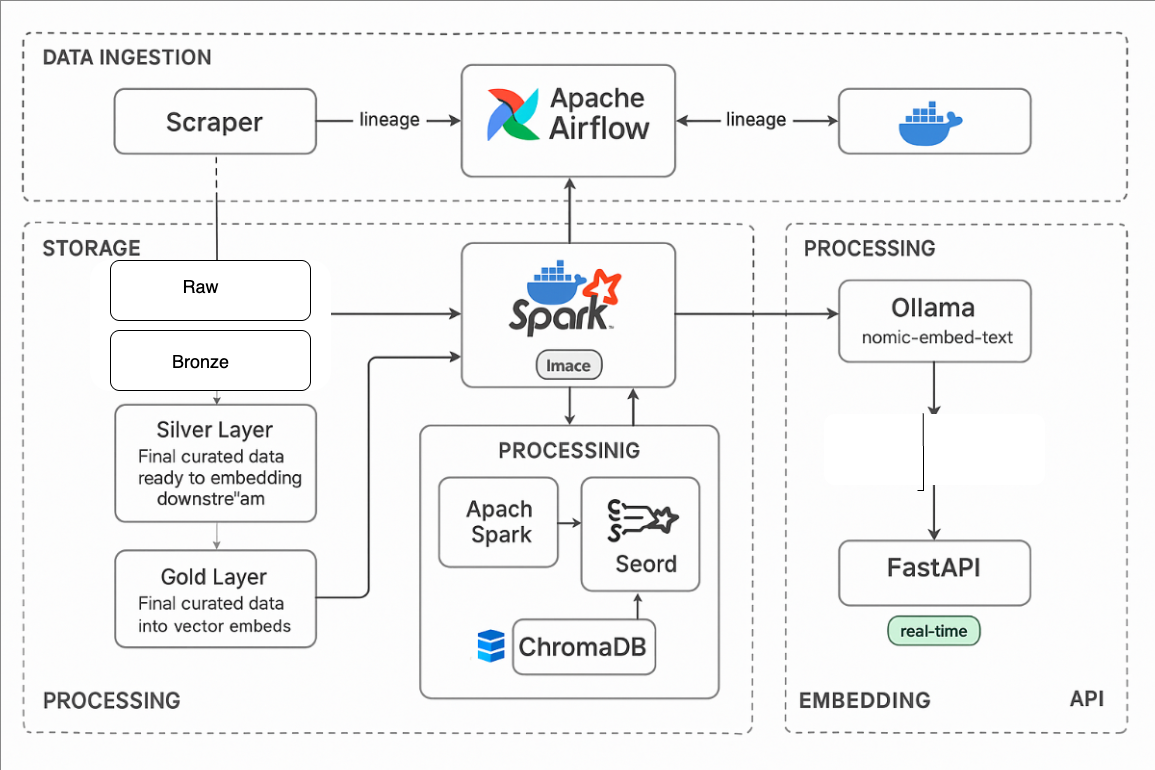 DATA INGESTION
Scraper
lineage
Apache
Airflow
lineage
STORAGE
Raw
Bronze
Silver Layer
Final curated data
ready to embedding
downstre"am
Gold Layer
Final curated data
into vector embeds
PROCESSING
Spark
Imace
PROCESSINIG
Apach
Spark
Seord
ChromaDB
PROCESSING
Ollama
nomic-embed-text
FastAPI
real-time
EMBEDDING
API